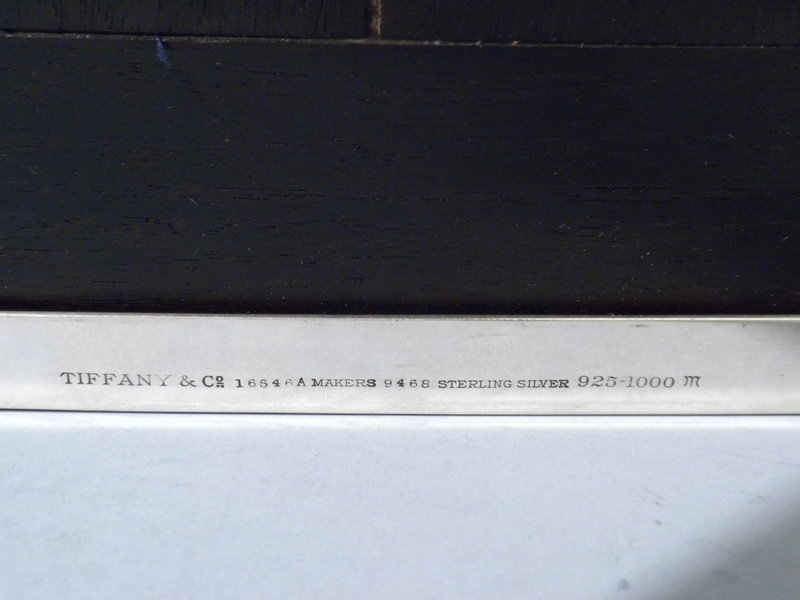 TIFFANY & Co 16546A MAKERS 9468 STERLING SILVER 925-1000 m